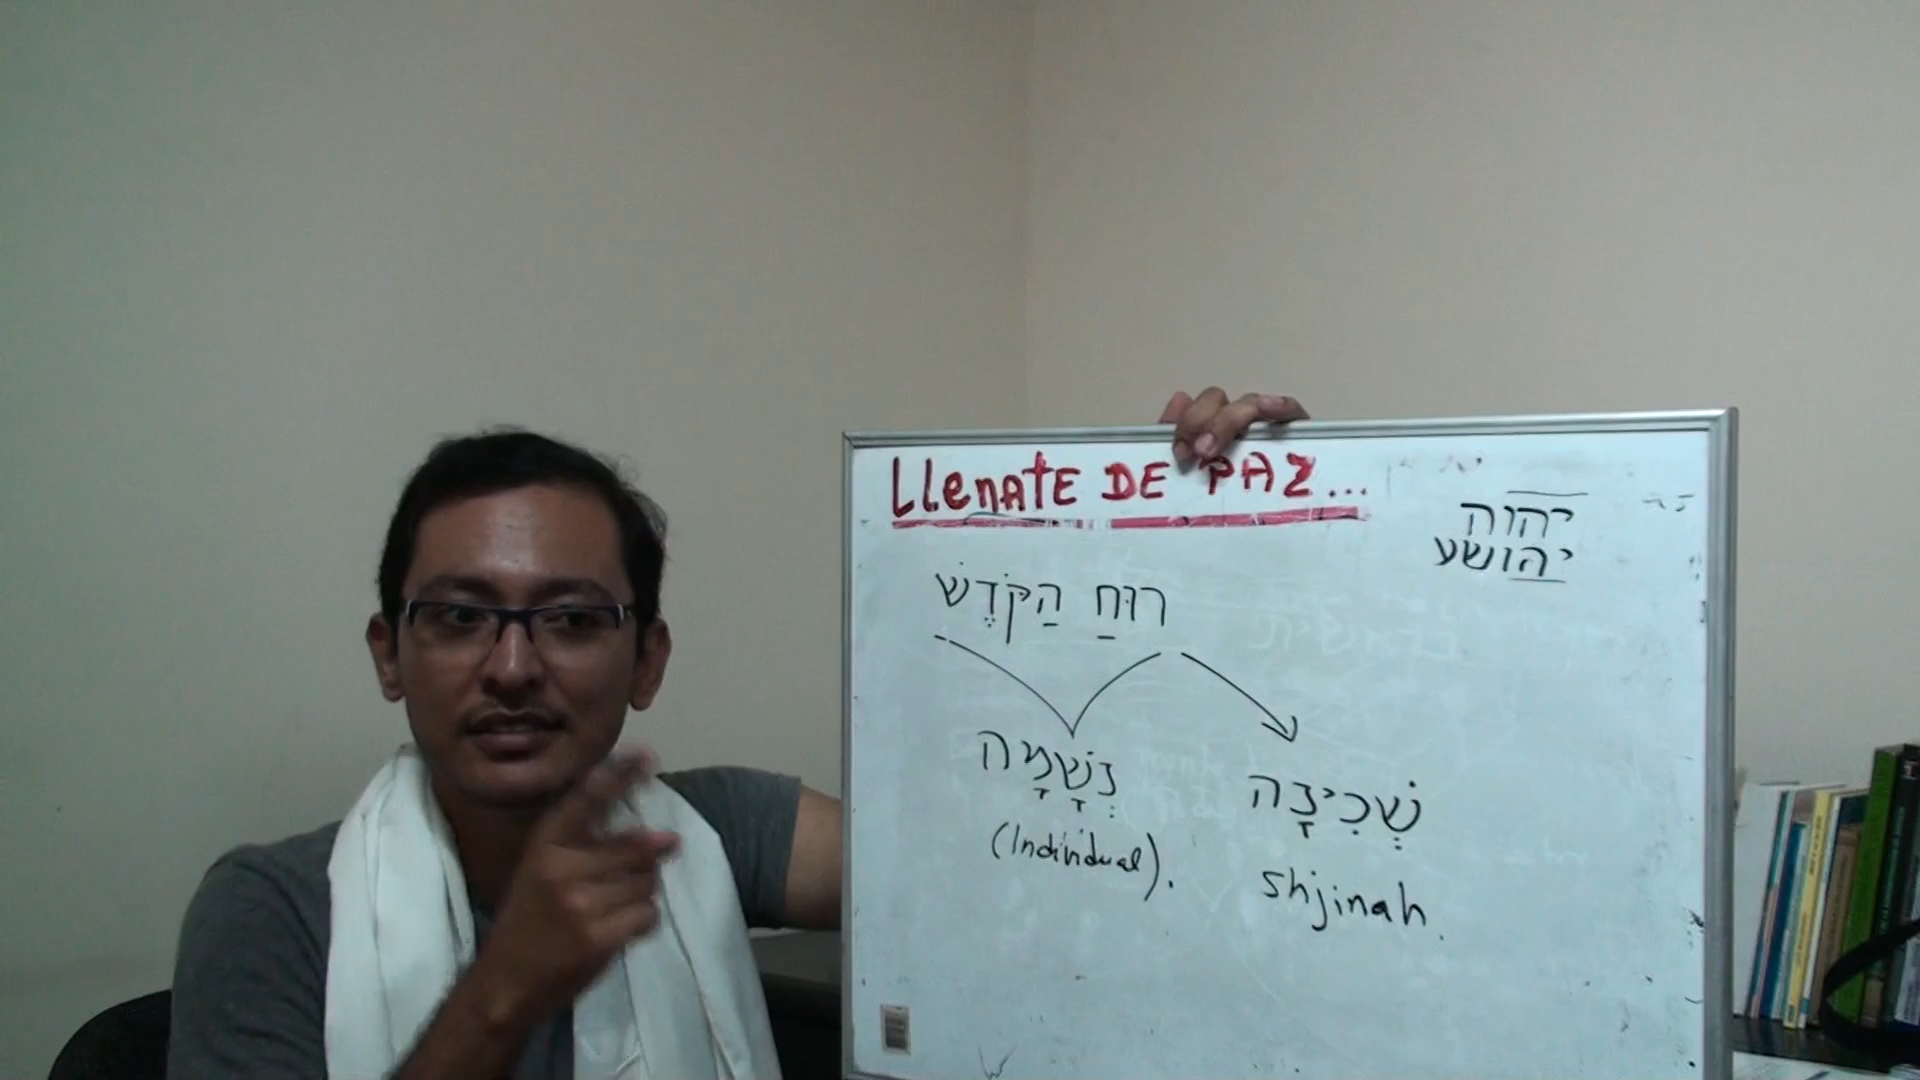 LLenATE DE PAZ...
יהוה
יהושע
רוּחַ הַקֹּדֶשׁ
נְשָׁמָה
שְׁכִינָה
(Individual).
shjinah.